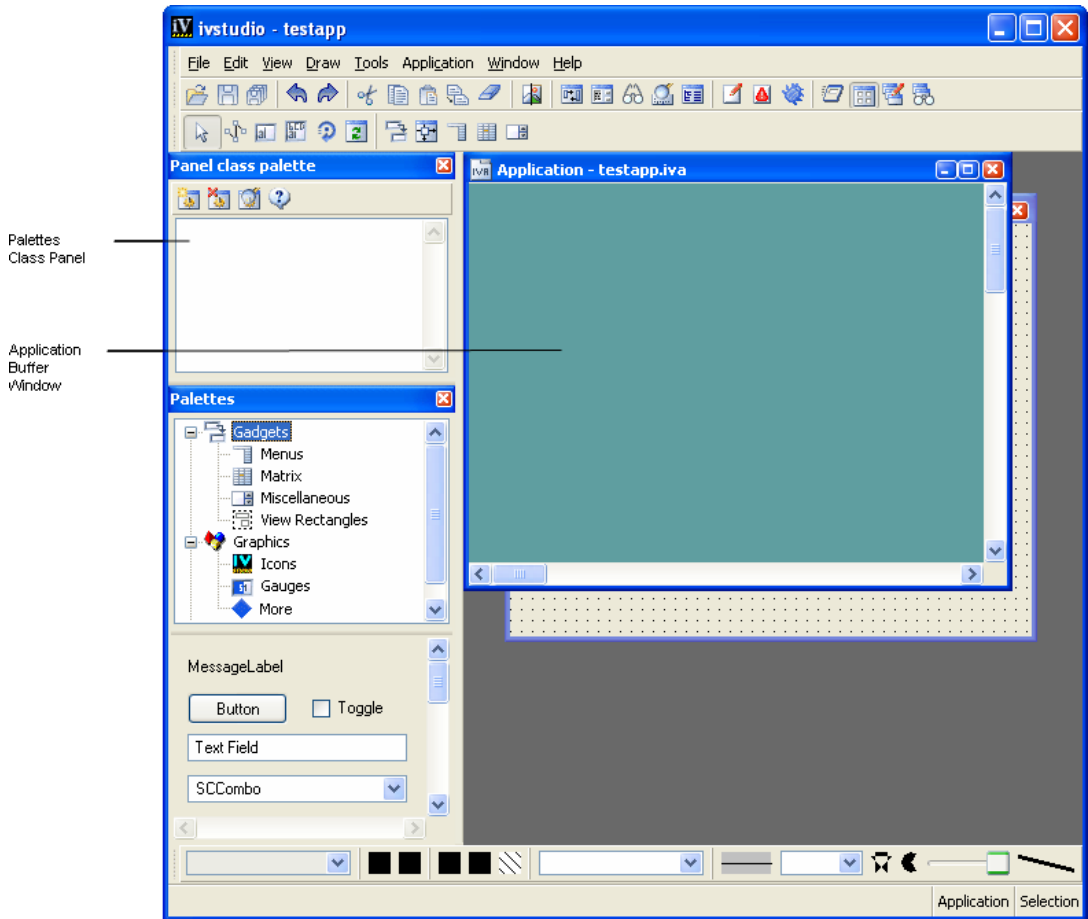 ivstudio - testapp
File Edit View Draw Tools Application Window Help
Panel class palette
Application - testapp.iva
Palettes
Class Panel
Application
Buffer
Window
Palettes
Gadgets
Menus
Matrix
Miscellaneous
View Rectangles
Graphics
Icons
Gauges
More
MessageLabel
Button
Toggle
Text Field
SCCombo
Application Selection